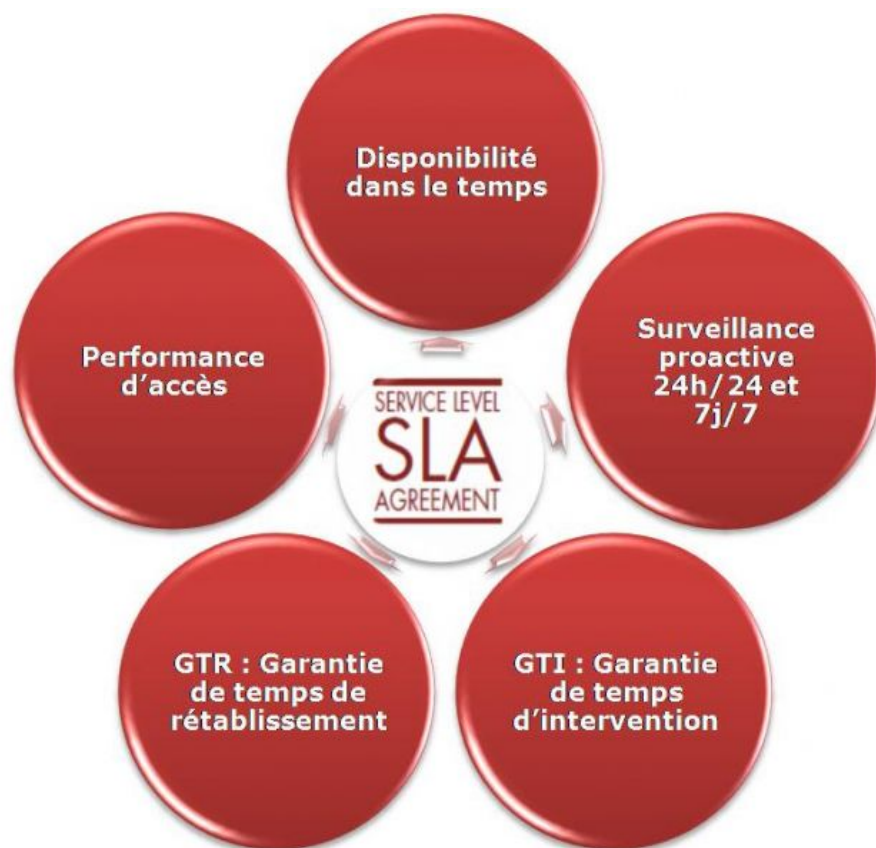 Disponibilité
dans le temps
Performance
d’accès
Surveillance
proactive
24h/24 et
7j/7
SERVICE LEVEL
SLA
AGREEMENT
GTR : Garantie
de temps de
rétablissement
GTI : Garantie
de temps
d’intervention